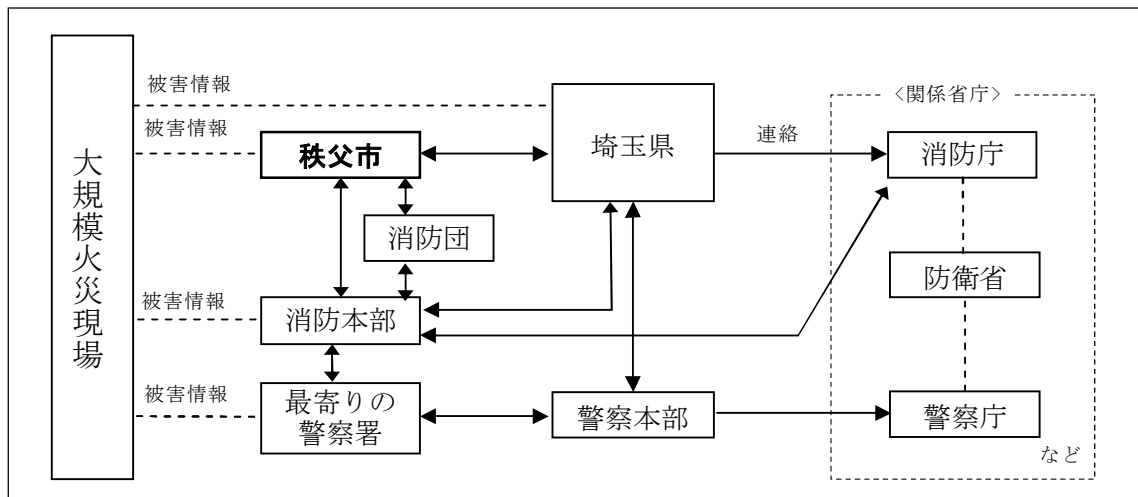 大規模火災現場
被害情報
被害情報
被害情報
被害情報
秩父市
消防団
消防本部
最寄りの
警察署
埼玉県
警察本部
連絡
<関係省庁>
消防庁
防衛省
警察庁
など